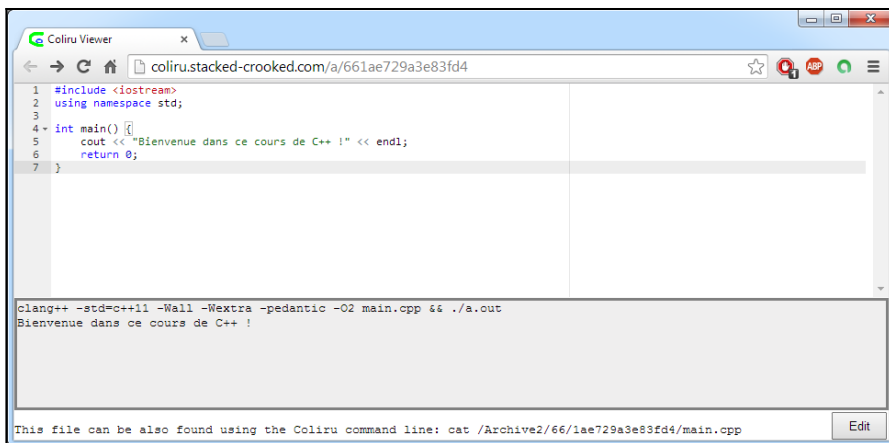 Coliru Viewer
coliru.stacked-crooked.com/a/661ae729a3e83fd4
1
ABP
1 #include <iostream>
2 using namespace std;
3
4 int main() {
5 cout << "Bienvenue dans ce cours de C++ !" << endl;
6 return 0;
7 }
clang++ -std=c++11 -Wall -Wextra -pedantic -O2 main.cpp && ./a.out
Bienvenue dans ce cours de C++ !
This file can be also found using the Coliru command line: cat /Archive2/66/1ae729a3e83fd4/main.cpp
Edit